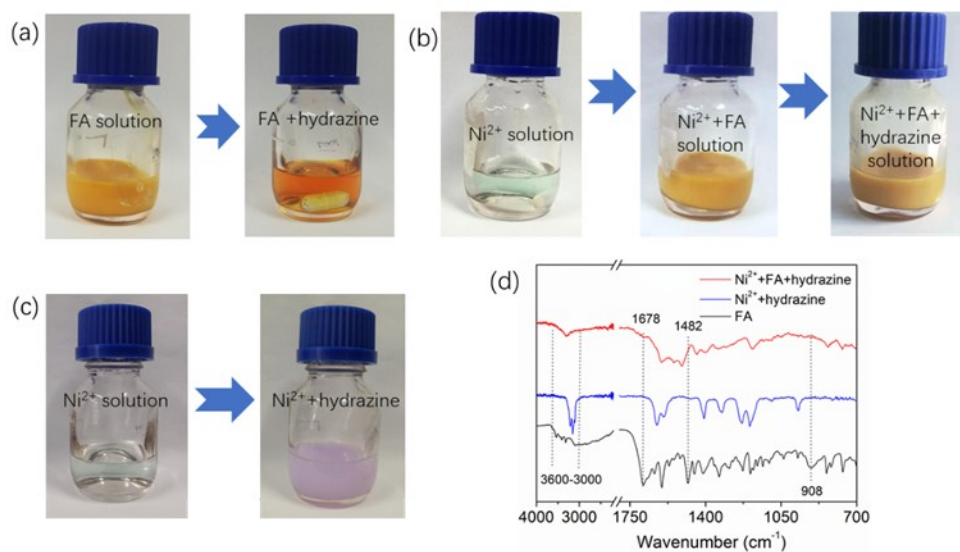 (a)
FA solution
FA +hydrazine
(b)
Ni²⁺ solution
Ni²⁺+FA
solution
Ni²⁺+FA+
hydrazine
solution
(c)
Ni²⁺ solution
Ni²⁺+hydrazine
(d)
Ni²⁺+FA+hydrazine
Ni²⁺+hydrazine
FA
1678
1482
3600-3000
908
4000 3000 1750 1400 1050 700
Wavenumber (cm⁻¹)